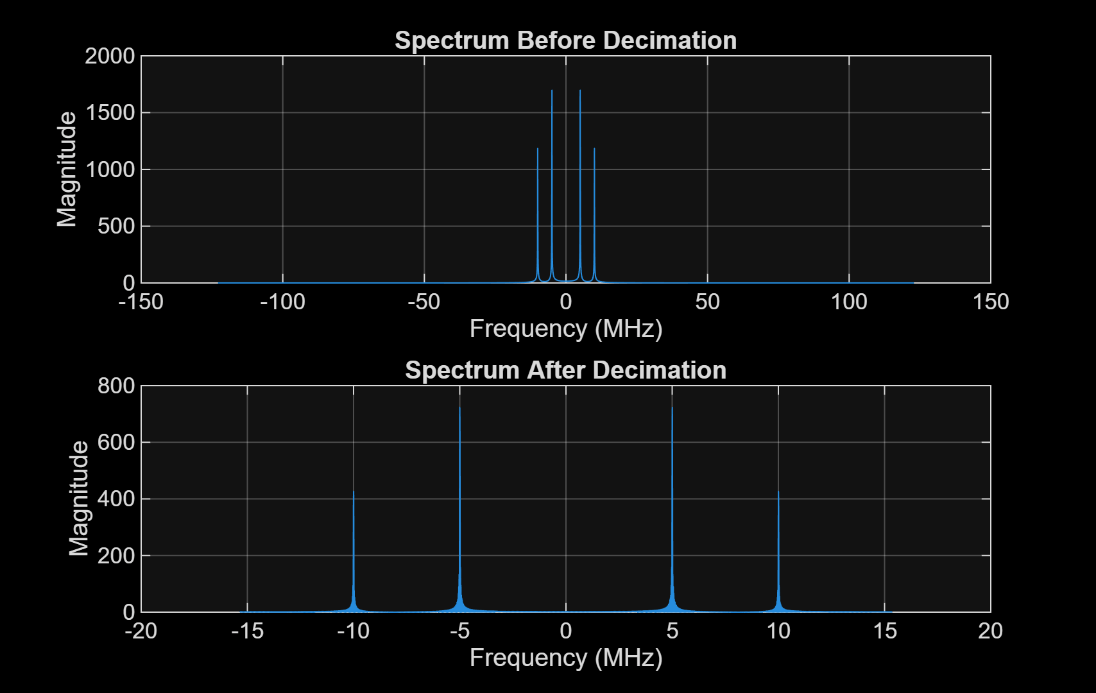 Spectrum Before Decimation
2000
1500
1000
500
0
Magnitude
-150 -100 -50 0 50 100 150
Frequency (MHz)
Spectrum After Decimation
800
600
400
200
0
Magnitude
-20 -15 -10 -5 0 5 10 15 20
Frequency (MHz)